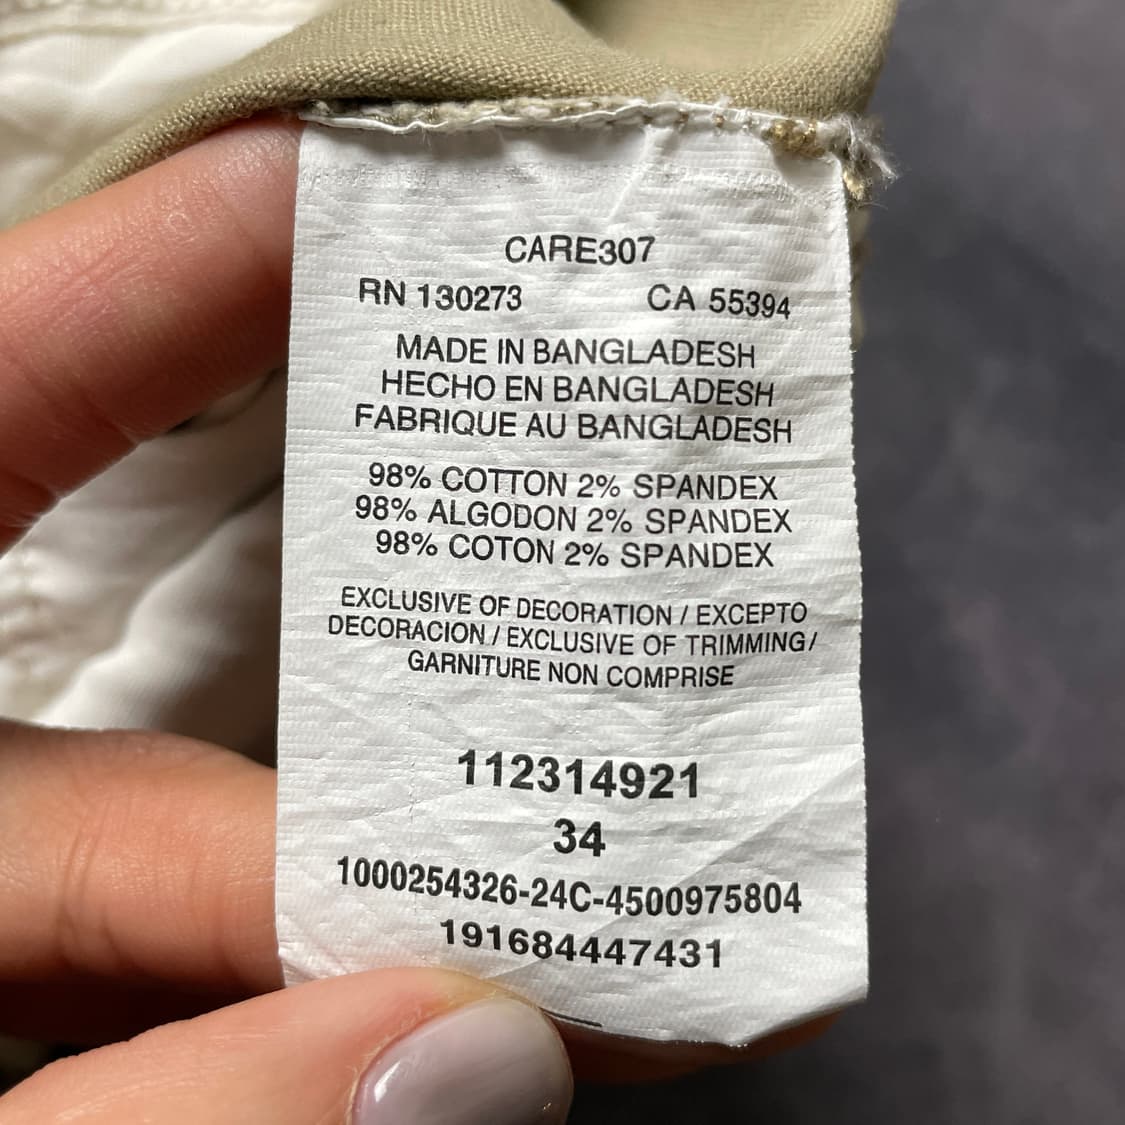 CARE307
RN 130273 CA 55394
MADE IN BANGLADESH
HECHO EN BANGLADESH
FABRIQUE AU BANGLADESH
98% COTTON 2% SPANDEX
98% ALGODON 2% SPANDEX
98% COTON 2% SPANDEX
EXCLUSIVE OF DECORATION / EXCEPTO
DECORACION / EXCLUSIVE OF TRIMMING/
GARNITURE NON COMPRISE
112314921
34
1000254326-24C-4500975804
191684447431